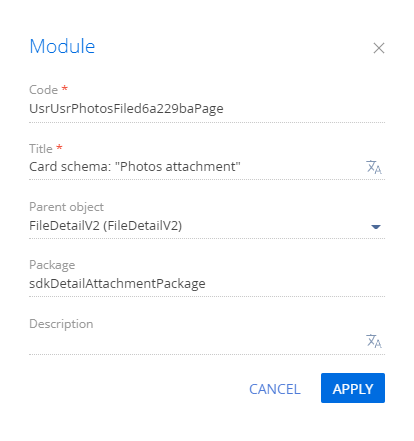 Module
Code *
UsrUsrPhotosFiled6a229baPage
Title *
Card schema: "Photos attachment"
Parent object
FileDetailV2 (FileDetailV2)
Package
sdkDetailAttachmentPackage
Description
CANCEL
APPLY